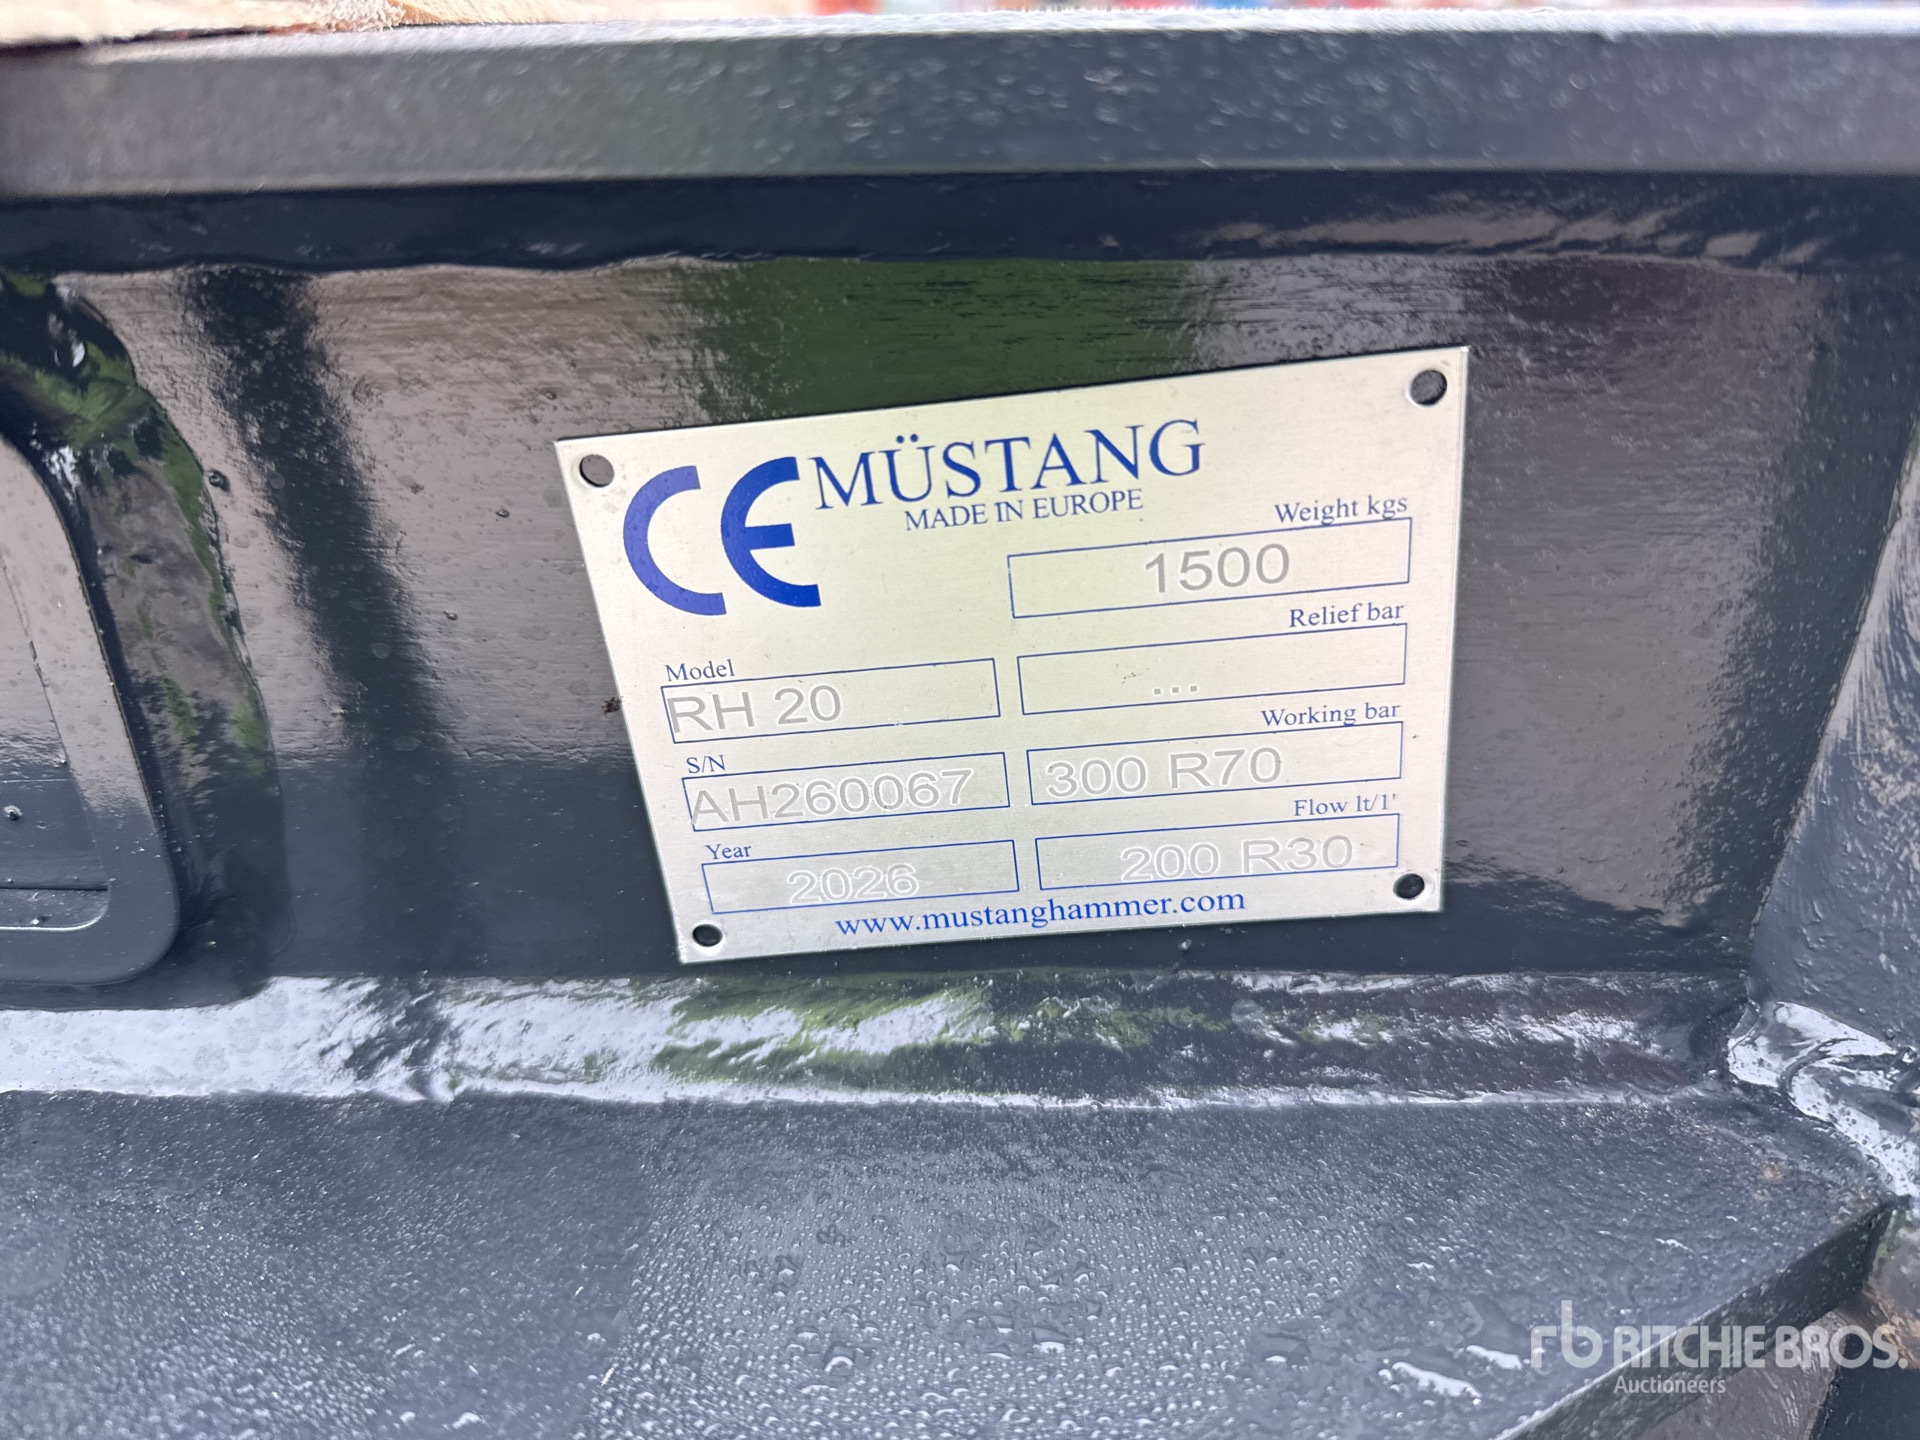 CE MÜSTANG
MADE IN EUROPE
Weight kgs
1500
Relief bar
...
Model
RH 20
Working bar
300 R70
S/N
AH260067
Flow lt/1'
200 R30
Year
2026
www.mustanghammer.com
rb RITCHIE BROS.
Auctioneers